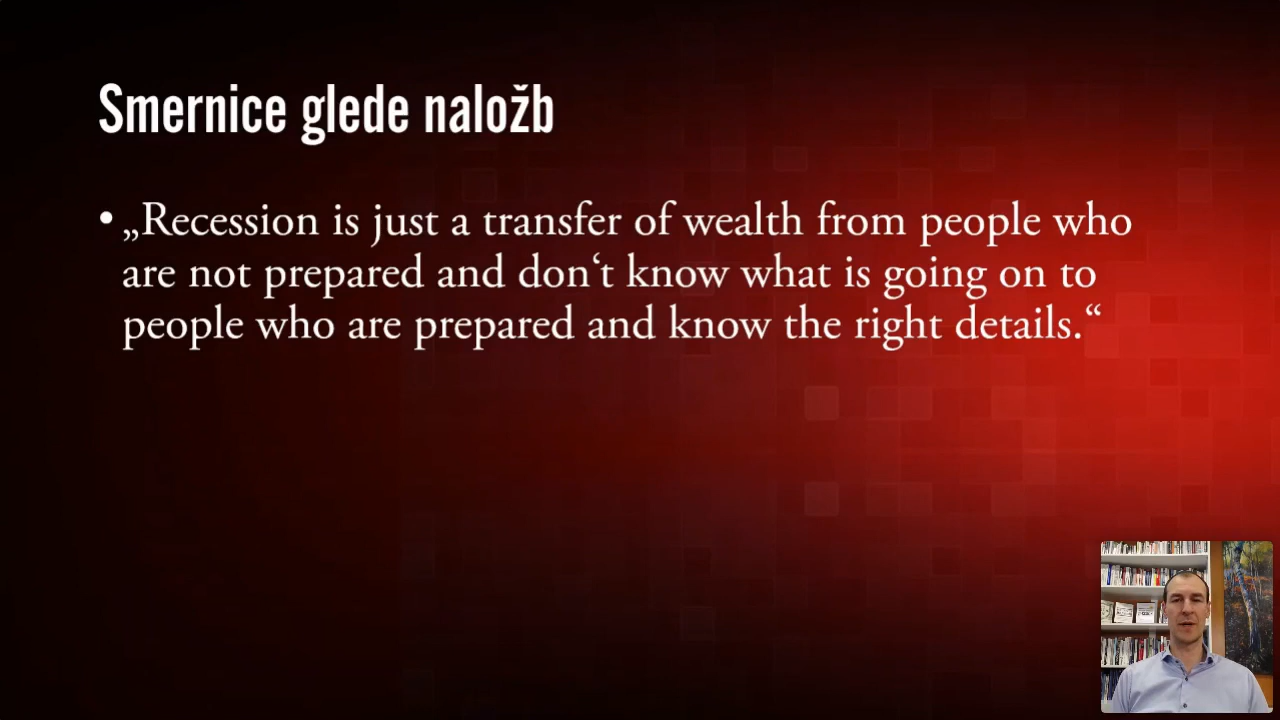 Smernice glede naložb
• „Recession is just a transfer of wealth from people who
are not prepared and don‘t know what is going on to
people who are prepared and know the right details.“